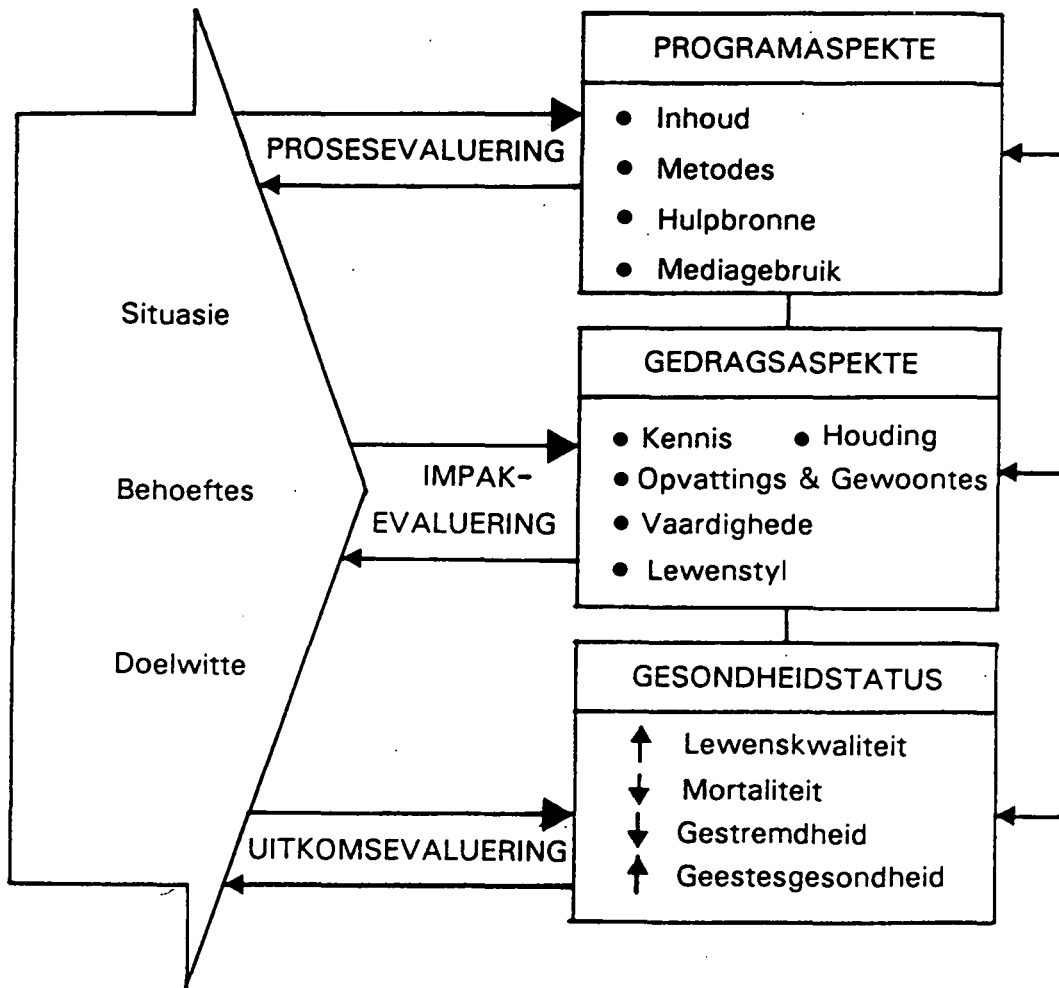 PROGRAMASPEKTE
• Inhoud
• Metodes
• Hulpbronne
• Mediagebruik
PROSESEVALUERING
Situasie
Behoeftes
Doelwitte
GEDRAGSASPEKTE
• Kennis • Houding
• Opvattings & Gewoontes
• Vaardighede
• Lewenstyl
IMPAK-
EVALUERING
GESONDHEIDSTATUS
↑ Lewenskwaliteit
↓ Mortaliteit
↓ Gestremdheid
↑ Geestesgesondheid
UITKOMSEVALUERING